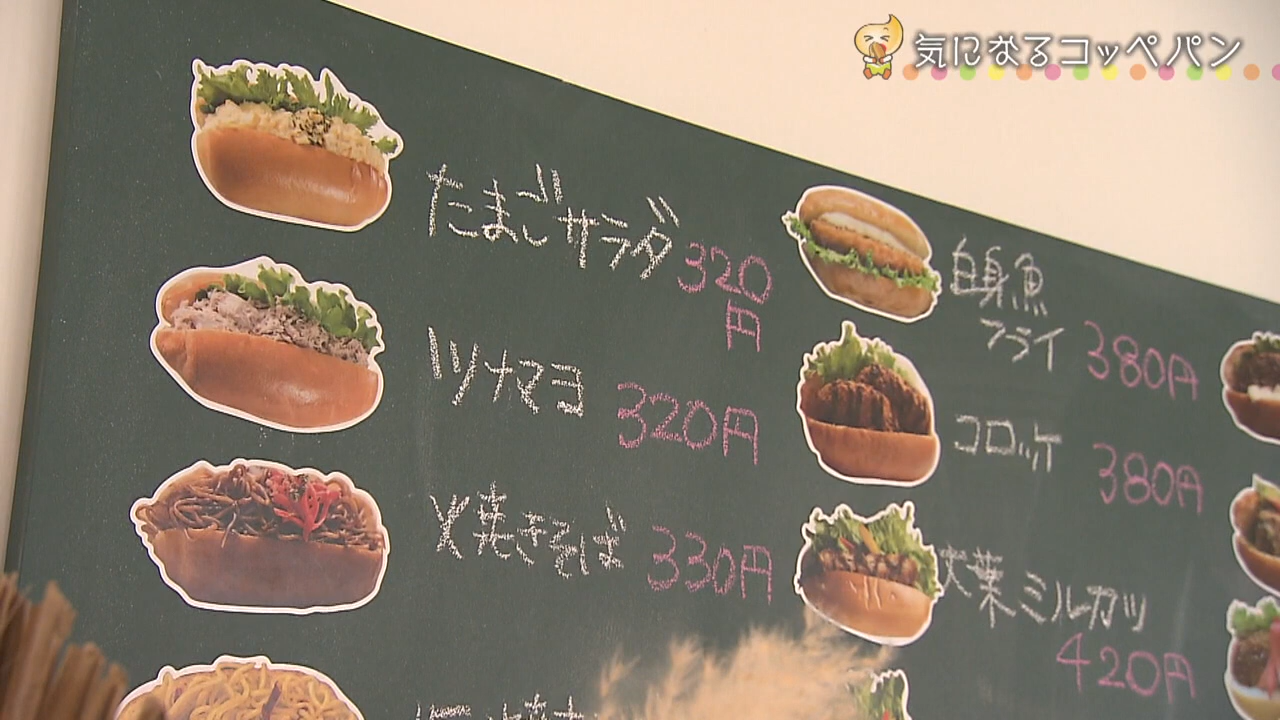 気になるコッペパン
たまごサラダ 320
円
ツナマヨ 320円
焼きそば 330円
白身魚
フライ 380円
コロッケ 380円
大葉ミルカツ
420円